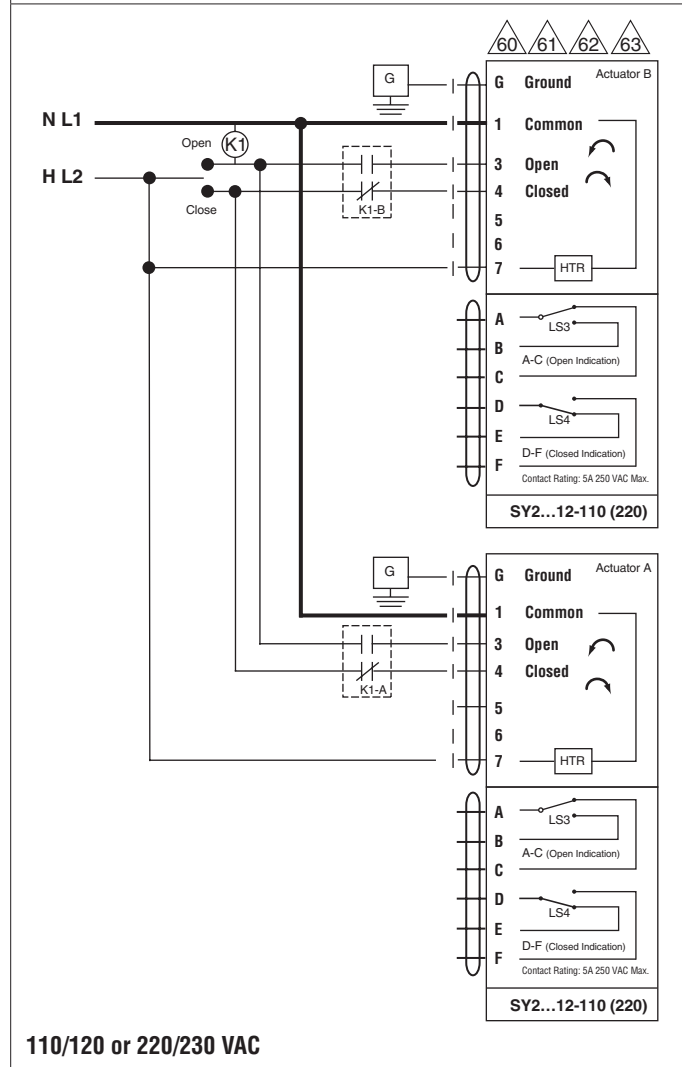 60 61 62 63
G
G Ground Actuator B
N L1
1 Common
Open K1
3 Open
H L2
4 Closed
Close
K1-B
5
6
7 HTR
A
LS3
B
A-C (Open Indication)
C
D
LS4
E
D-F (Closed Indication)
F
Contact Rating: 5A 250 VAC Max.
SY2...12-110 (220)
G
G Ground Actuator A
1 Common
3 Open
4 Closed
K1-A
5
6
7 HTR
A
LS3
B
A-C (Open Indication)
C
D
LS4
E
D-F (Closed Indication)
F
Contact Rating: 5A 250 VAC Max.
SY2...12-110 (220)
110/120 or 220/230 VAC